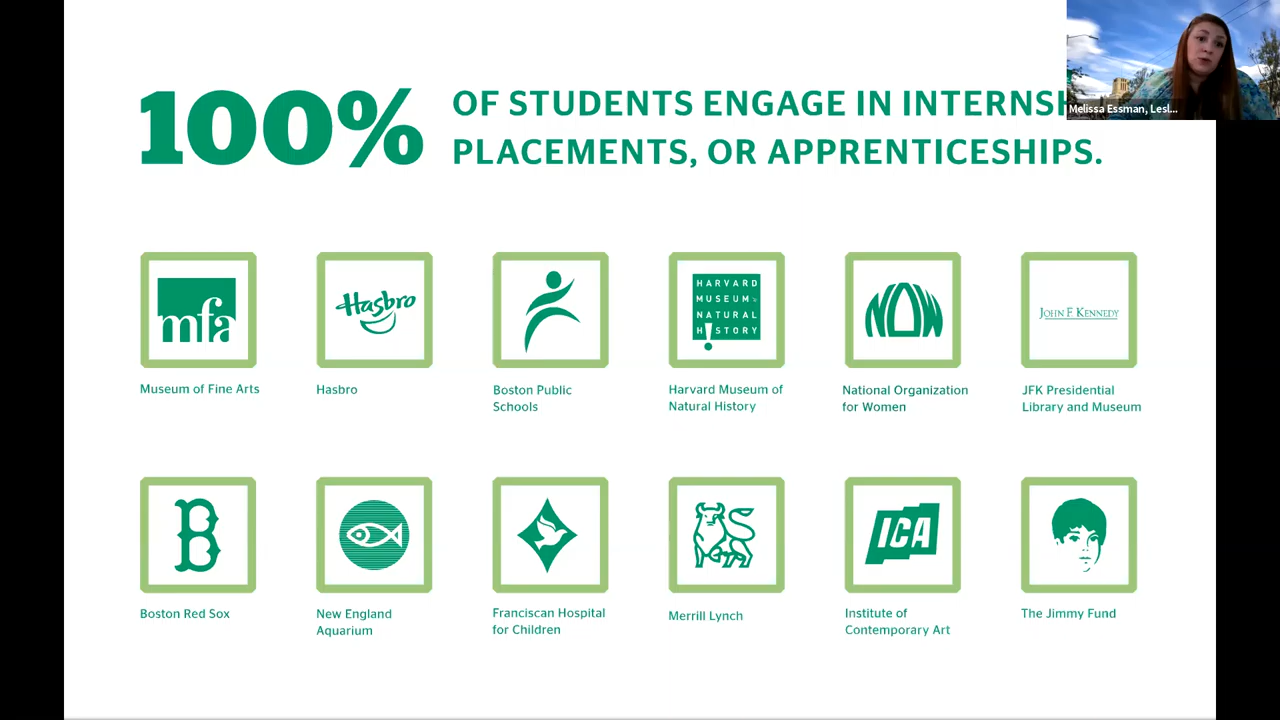 100% OF STUDENTS ENGAGE IN INTERNSH
PLACEMENTS, OR APPRENTICESHIPS.
Melissa Essman, Lesl...
mfa
Hasbro
HARVARD
MUSEUM
NATURAL
H!STORY
NOW
JOHN F. KENNEDY
Museum of Fine Arts
Hasbro
Boston Public
Schools
Harvard Museum of
Natural History
National Organization
for Women
JFK Presidential
Library and Museum
B
ICA
Boston Red Sox
New England
Aquarium
Franciscan Hospital
for Children
Merrill Lynch
Institute of
Contemporary Art
The Jimmy Fund